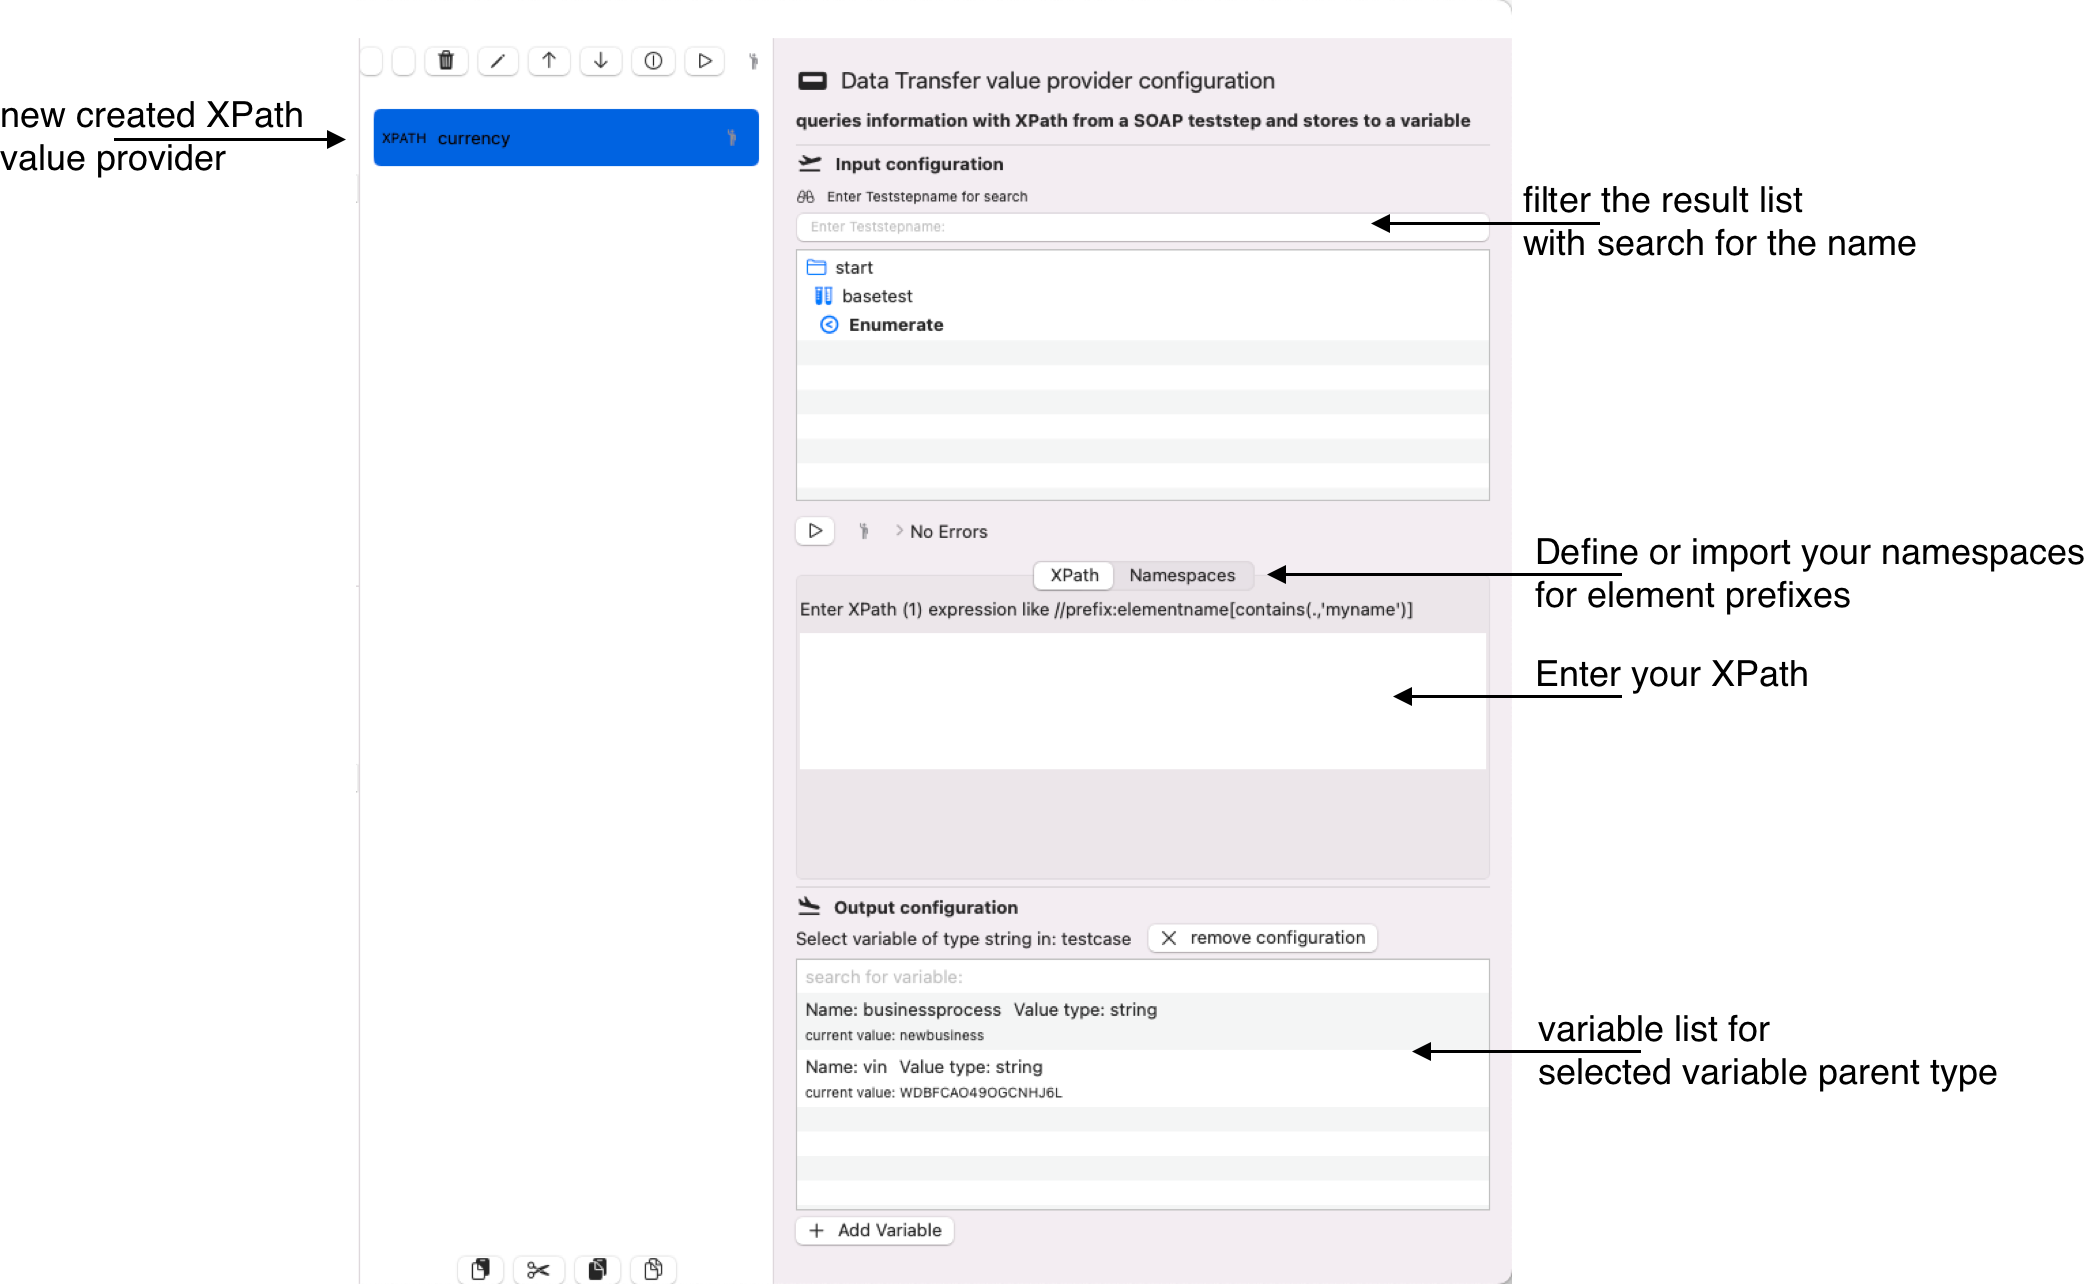 new created XPath
value provider
XPATH currency
Data Transfer value provider configuration
queries information with XPath from a SOAP teststep and stores to a variable
Input configuration
Enter Teststepname for search
Enter Teststepname:
filter the result list
with search for the name
start
basetest
Enumerate
No Errors
XPath Namespaces
Define or import your namespaces
for element prefixes
Enter XPath (1) expression like //prefix:elementname[contains(.,'myname')]
Enter your XPath
Output configuration
Select variable of type string in: testcase
remove configuration
search for variable:
Name: businessprocess Value type: string
current value: newbusiness
Name: vin Value type: string
current value: WDBFCAO49OGCNHJ6L
variable list for
selected variable parent type
Add Variable